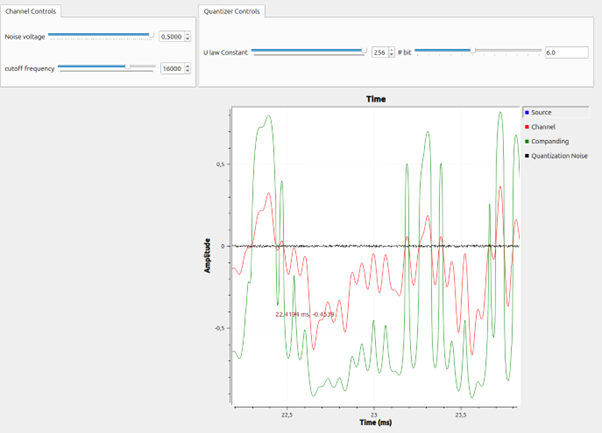 Channel Controls
Noise voltage 0,5000
cutoff frequency 16000
Quantizer Controls
U law Constant 256 # bit 6.0
Time
Source
Channel
Companding
Quantization Noise
0,5
0
-0,5
Amplitude
22.4194 ms, -0.4539
22,5 23 23,5
Time (ms)